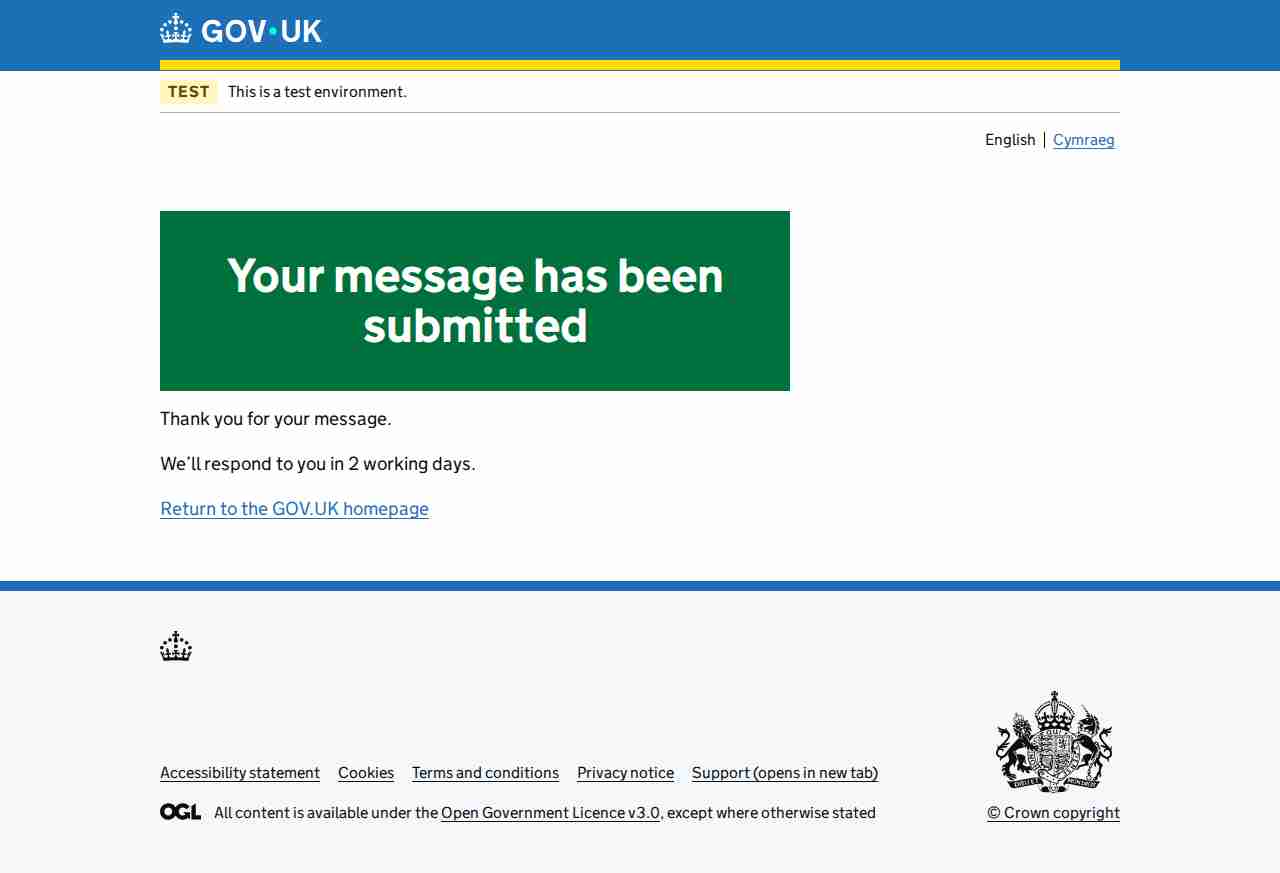 GOV·UK
TEST This is a test environment.
English | Cymraeg
Your message has been
submitted
Thank you for your message.
We’ll respond to you in 2 working days.
Return to the GOV.UK homepage
Accessibility statement Cookies Terms and conditions Privacy notice Support (opens in new tab)
OGL All content is available under the Open Government Licence v3.0, except where otherwise stated
© Crown copyright